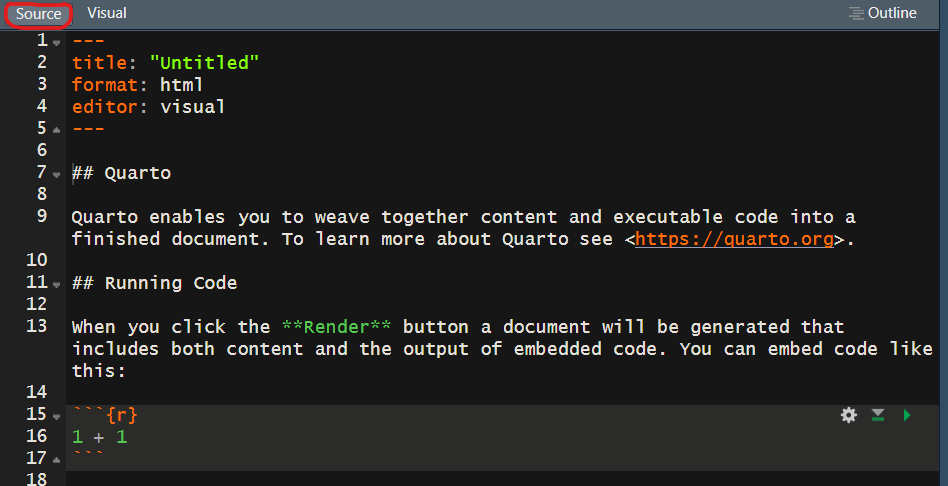 Source Visual Outline
1 ---
2 title: "Untitled"
3 format: html
4 editor: visual
5 ---
6
7 ## Quarto
8
9 Quarto enables you to weave together content and executable code into a
finished document. To learn more about Quarto see <https://quarto.org>.
10
11 ## Running Code
12
13 When you click the **Render** button a document will be generated that
includes both content and the output of embedded code. You can embed code like
this:
14
15 ```{r}
16 1 + 1
17 ```
18